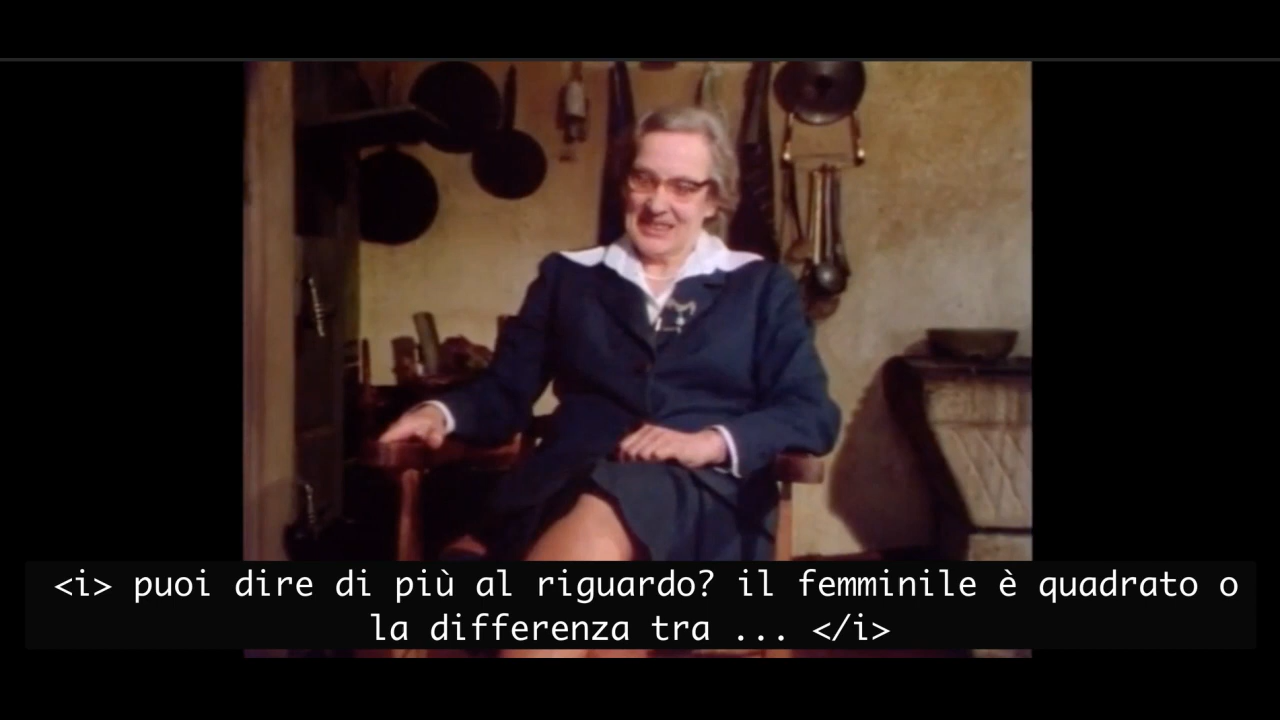 <i> puoi dire di più al riguardo? il femminile è quadrato o
la differenza tra ... </i>